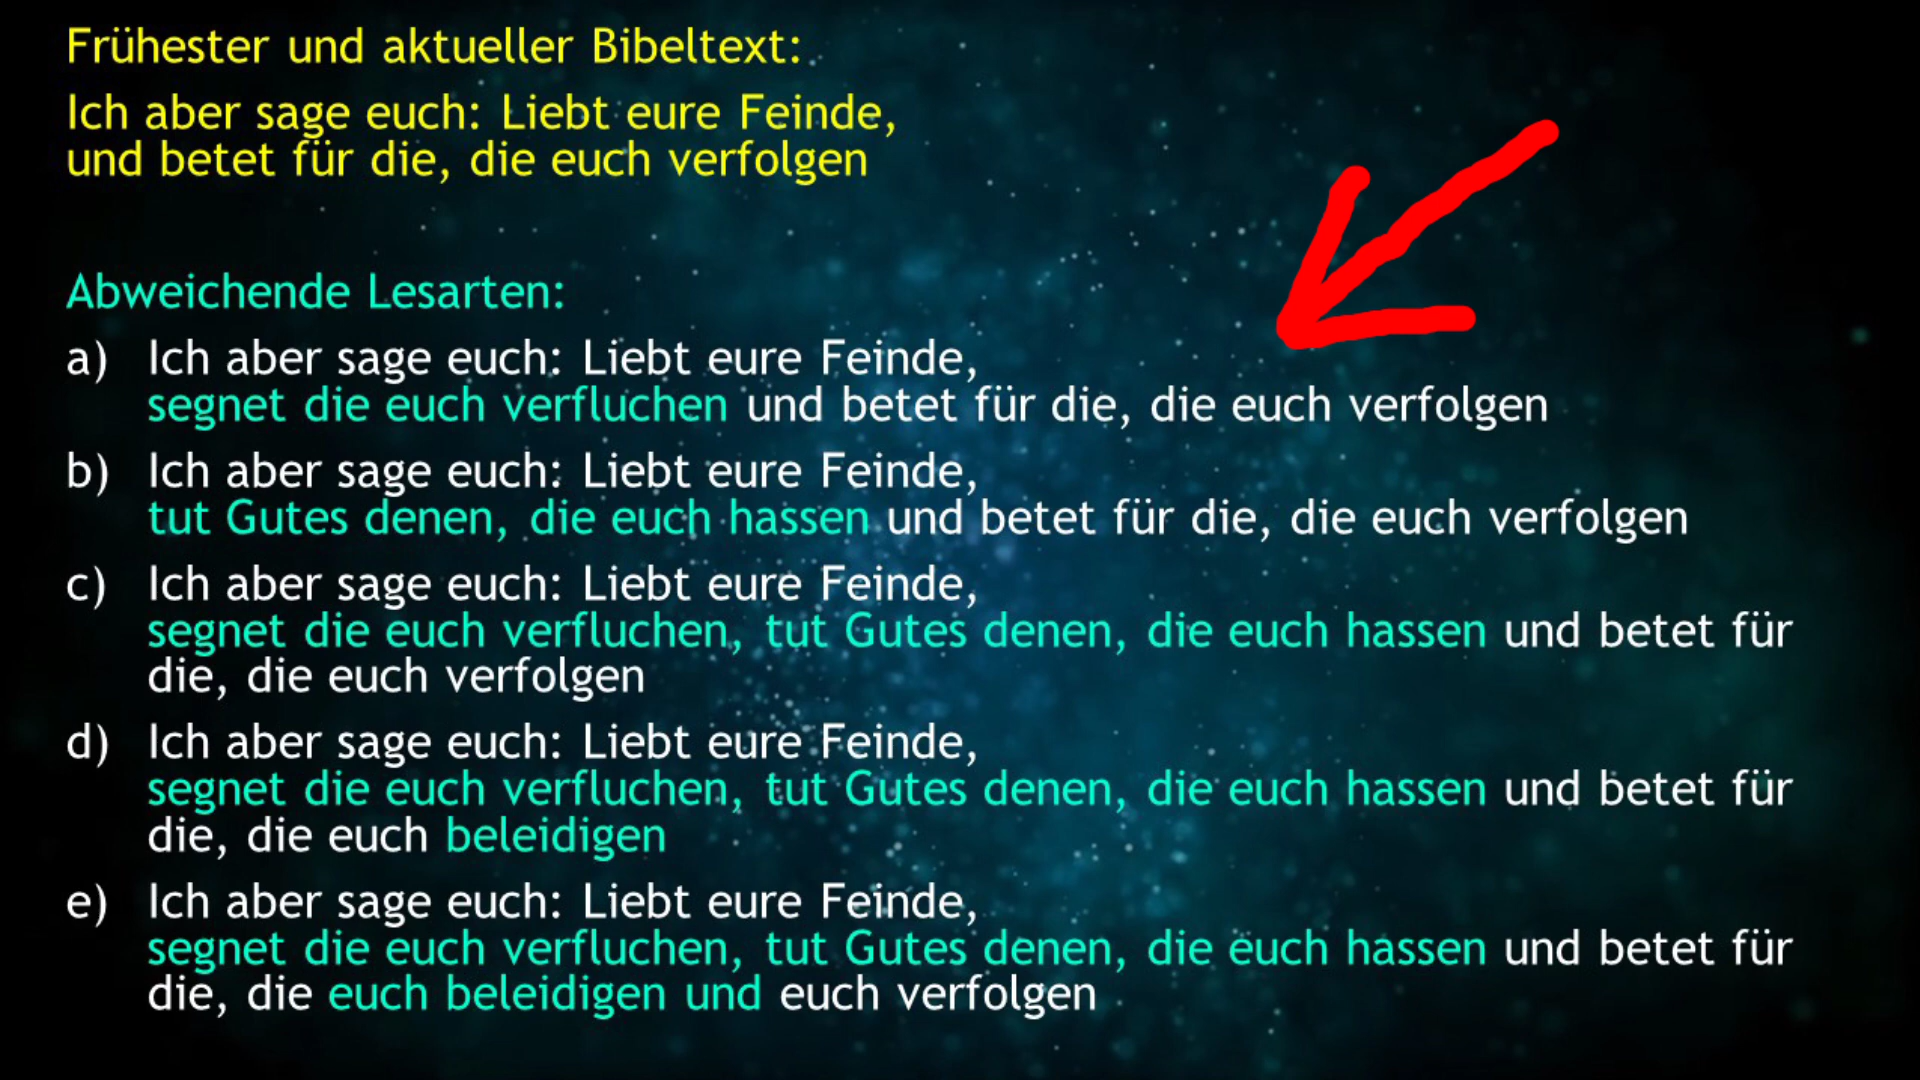 Frühester und aktueller Bibeltext:
Ich aber sage euch: Liebt eure Feinde,
und betet für die, die euch verfolgen
Abweichende Lesarten:
a) Ich aber sage euch: Liebt eure Feinde,
segnet die euch verfluchen und betet für die, die euch verfolgen
b) Ich aber sage euch: Liebt eure Feinde,
tut Gutes denen, die euch hassen und betet für die, die euch verfolgen
c) Ich aber sage euch: Liebt eure Feinde,
segnet die euch verfluchen, tut Gutes denen, die euch hassen und betet für
die, die euch verfolgen
d) Ich aber sage euch: Liebt eure Feinde,
segnet die euch verfluchen, tut Gutes denen, die euch hassen und betet für
die, die euch beleidigen
e) Ich aber sage euch: Liebt eure Feinde,
segnet die euch verfluchen, tut Gutes denen, die euch hassen und betet für
die, die euch beleidigen und euch verfolgen